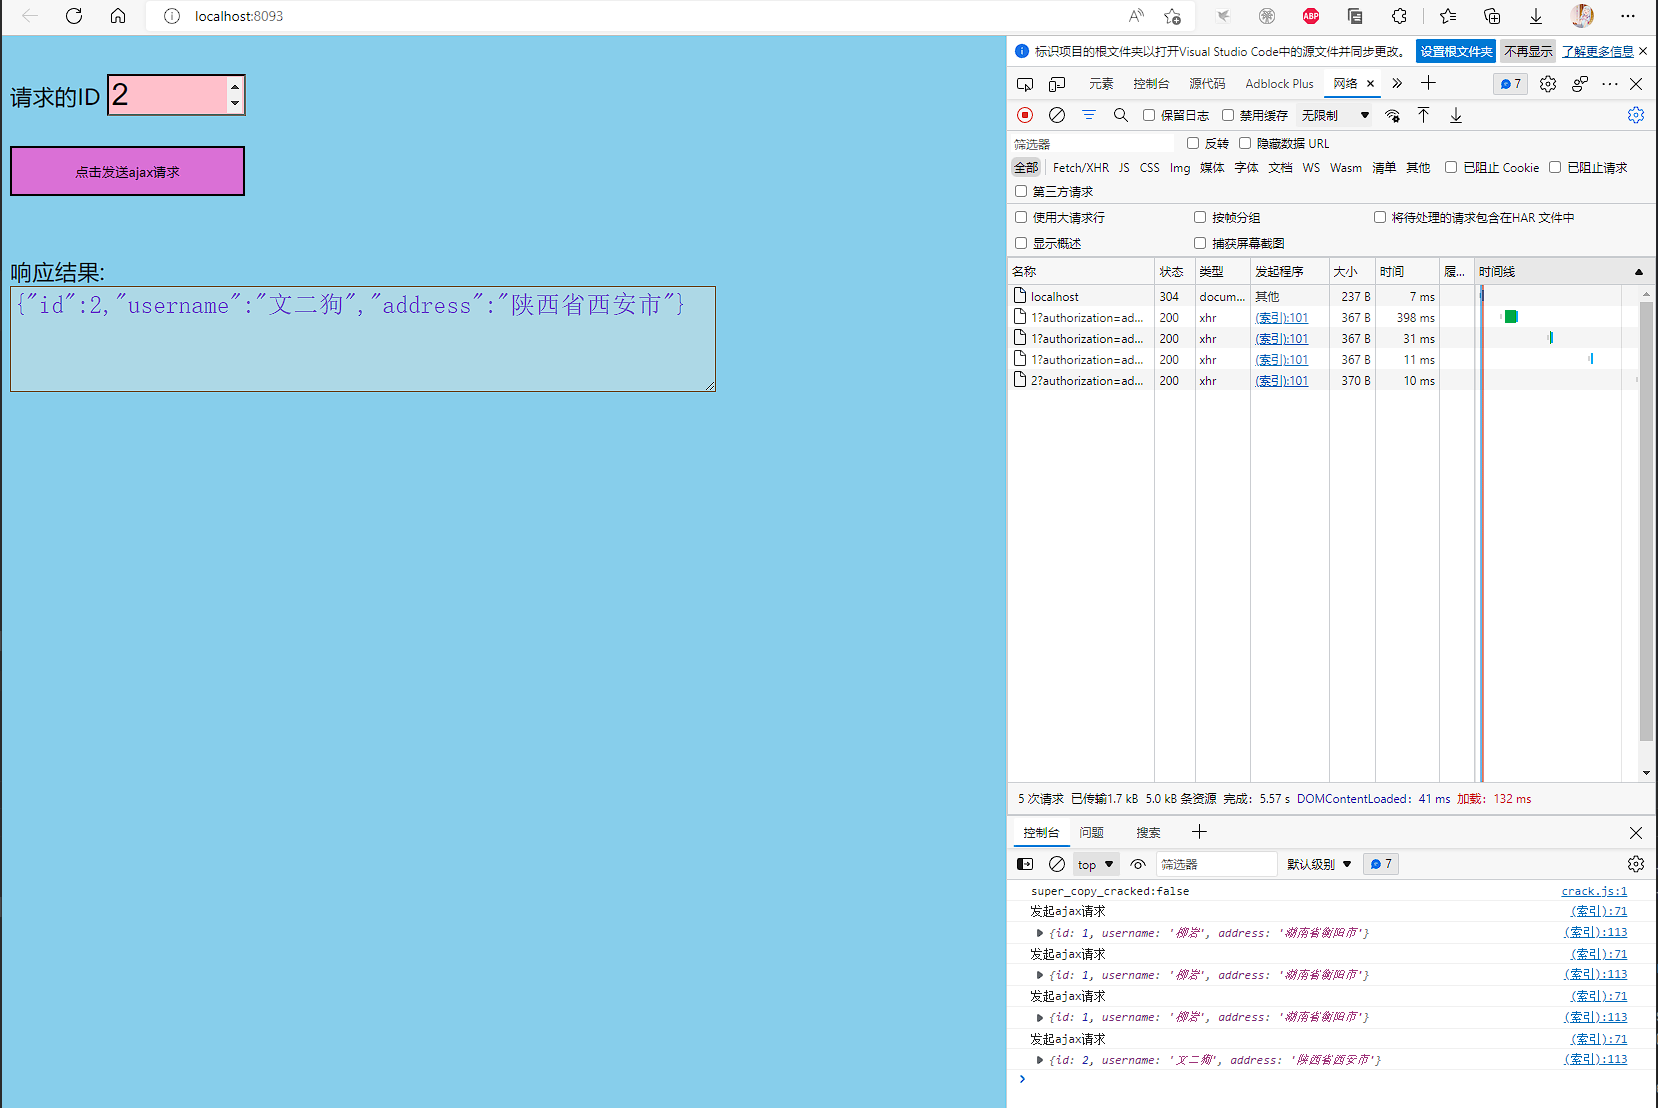 localhost:8093
请求的ID 2
点击发送ajax请求
响应结果:
{"id":2,"username":"文二狗","address":"陕西省西安市"}
标识项目的根文件夹以打开Visual Studio Code中的源文件并同步更改。 设置根文件夹 不再显示 了解更多信息
元素 控制台 源代码 Adblock Plus 网络 7
保留日志 禁用缓存 无限制
筛选器 反转 隐藏数据 URL
全部 Fetch/XHR JS CSS Img 媒体 字体 文档 WS Wasm 清单 其他 已阻止 Cookie 已阻止请求
第三方请求
使用大请求行 按帧分组 将待处理的请求包含在HAR 文件中
显示概述 捕获屏幕截图
名称 状态 类型 发起程序 大小 时间 履... 时间线
localhost 304 docum... 其他 237 B 7 ms
1?authorization=ad... 200 xhr (索引):101 367 B 398 ms
1?authorization=ad... 200 xhr (索引):101 367 B 31 ms
1?authorization=ad... 200 xhr (索引):101 367 B 11 ms
2?authorization=ad... 200 xhr (索引):101 370 B 10 ms
5 次请求 已传输1.7 kB 5.0 kB 条资源 完成: 5.57 s DOMContentLoaded: 41 ms 加载: 132 ms
控制台 问题 搜索
top 筛选器 默认级别 7
super_copy_cracked:false crack.js:1
发起ajax请求 (索引):71
{id: 1, username: '柳岩', address: '湖南省衡阳市'} (索引):113
发起ajax请求 (索引):71
{id: 1, username: '柳岩', address: '湖南省衡阳市'} (索引):113
发起ajax请求 (索引):71
{id: 1, username: '柳岩', address: '湖南省衡阳市'} (索引):113
发起ajax请求 (索引):71
{id: 2, username: '文二狗', address: '陕西省西安市'} (索引):113